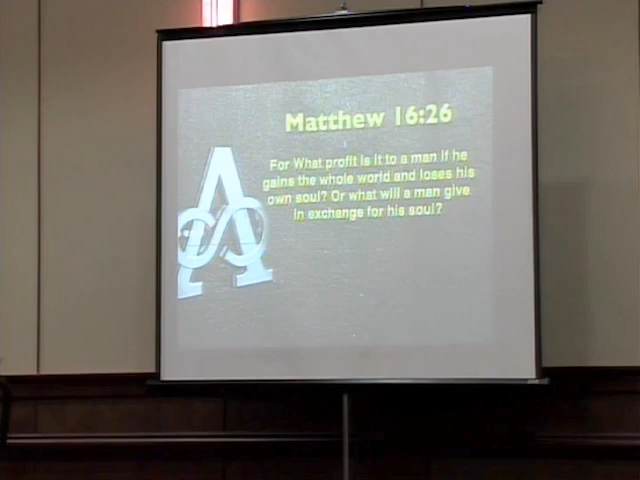 Matthew 16:26
For What profit is it to a man if he
gains the whole world and loses his
own soul? Or what will a man give
in exchange for his soul?